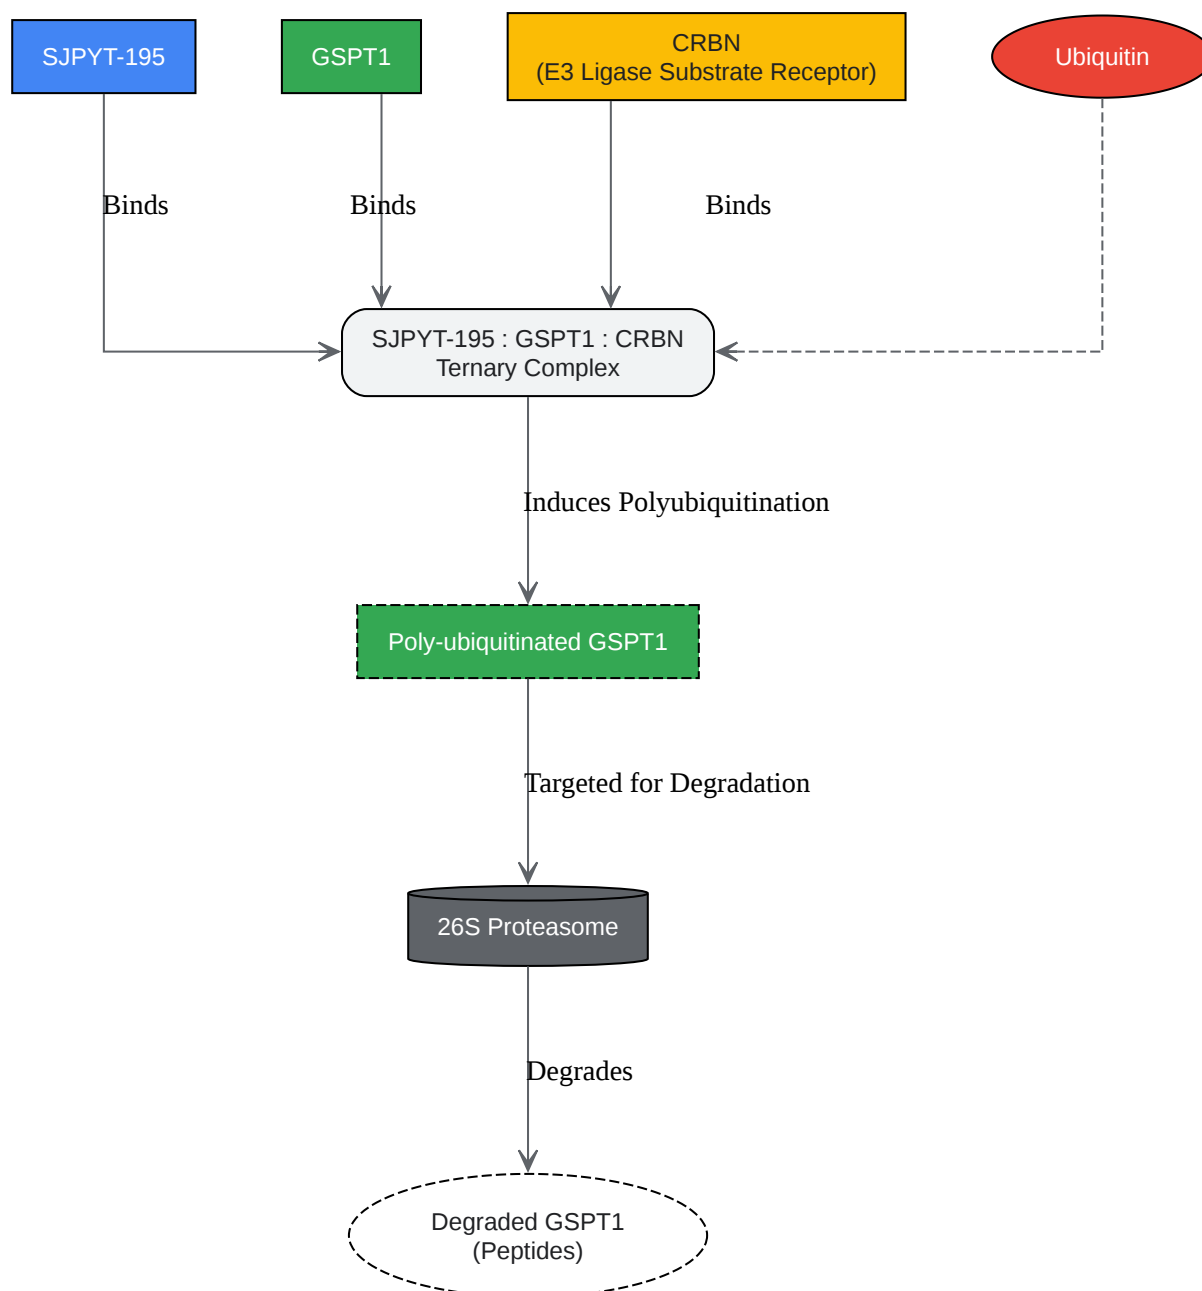 SJPYT-195
GSPT1
CRBN
(E3 Ligase Substrate Receptor)
Ubiquitin
Binds
Binds
Binds
SJPYT-195 : GSPT1 : CRBN
Ternary Complex
Induces Polyubiquitination
Poly-ubiquitinated GSPT1
Targeted for Degradation
26S Proteasome
Degrades
Degraded GSPT1
(Peptides)